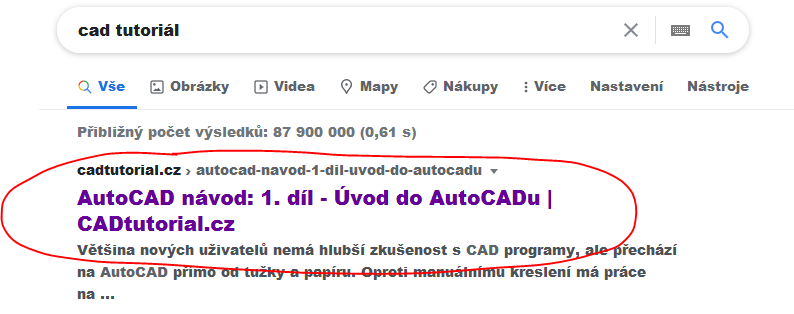 cad tutoriál
Vše Obrázky Videa Mapy Nákupy Více Nastavení Nástroje
Přibližný počet výsledků: 87 900 000 (0,61 s)
cadtutorial.cz › autocad-navod-1-dil-uvod-do-autocadu
AutoCAD návod: 1. díl - Úvod do AutoCADu |
CADtutorial.cz
Většina nových uživatelů nemá hlubší zkušenost s CAD programy, ale přechází
na AutoCAD přímo od tužky a papíru. Oproti manuálnímu kreslení má práce
na ...